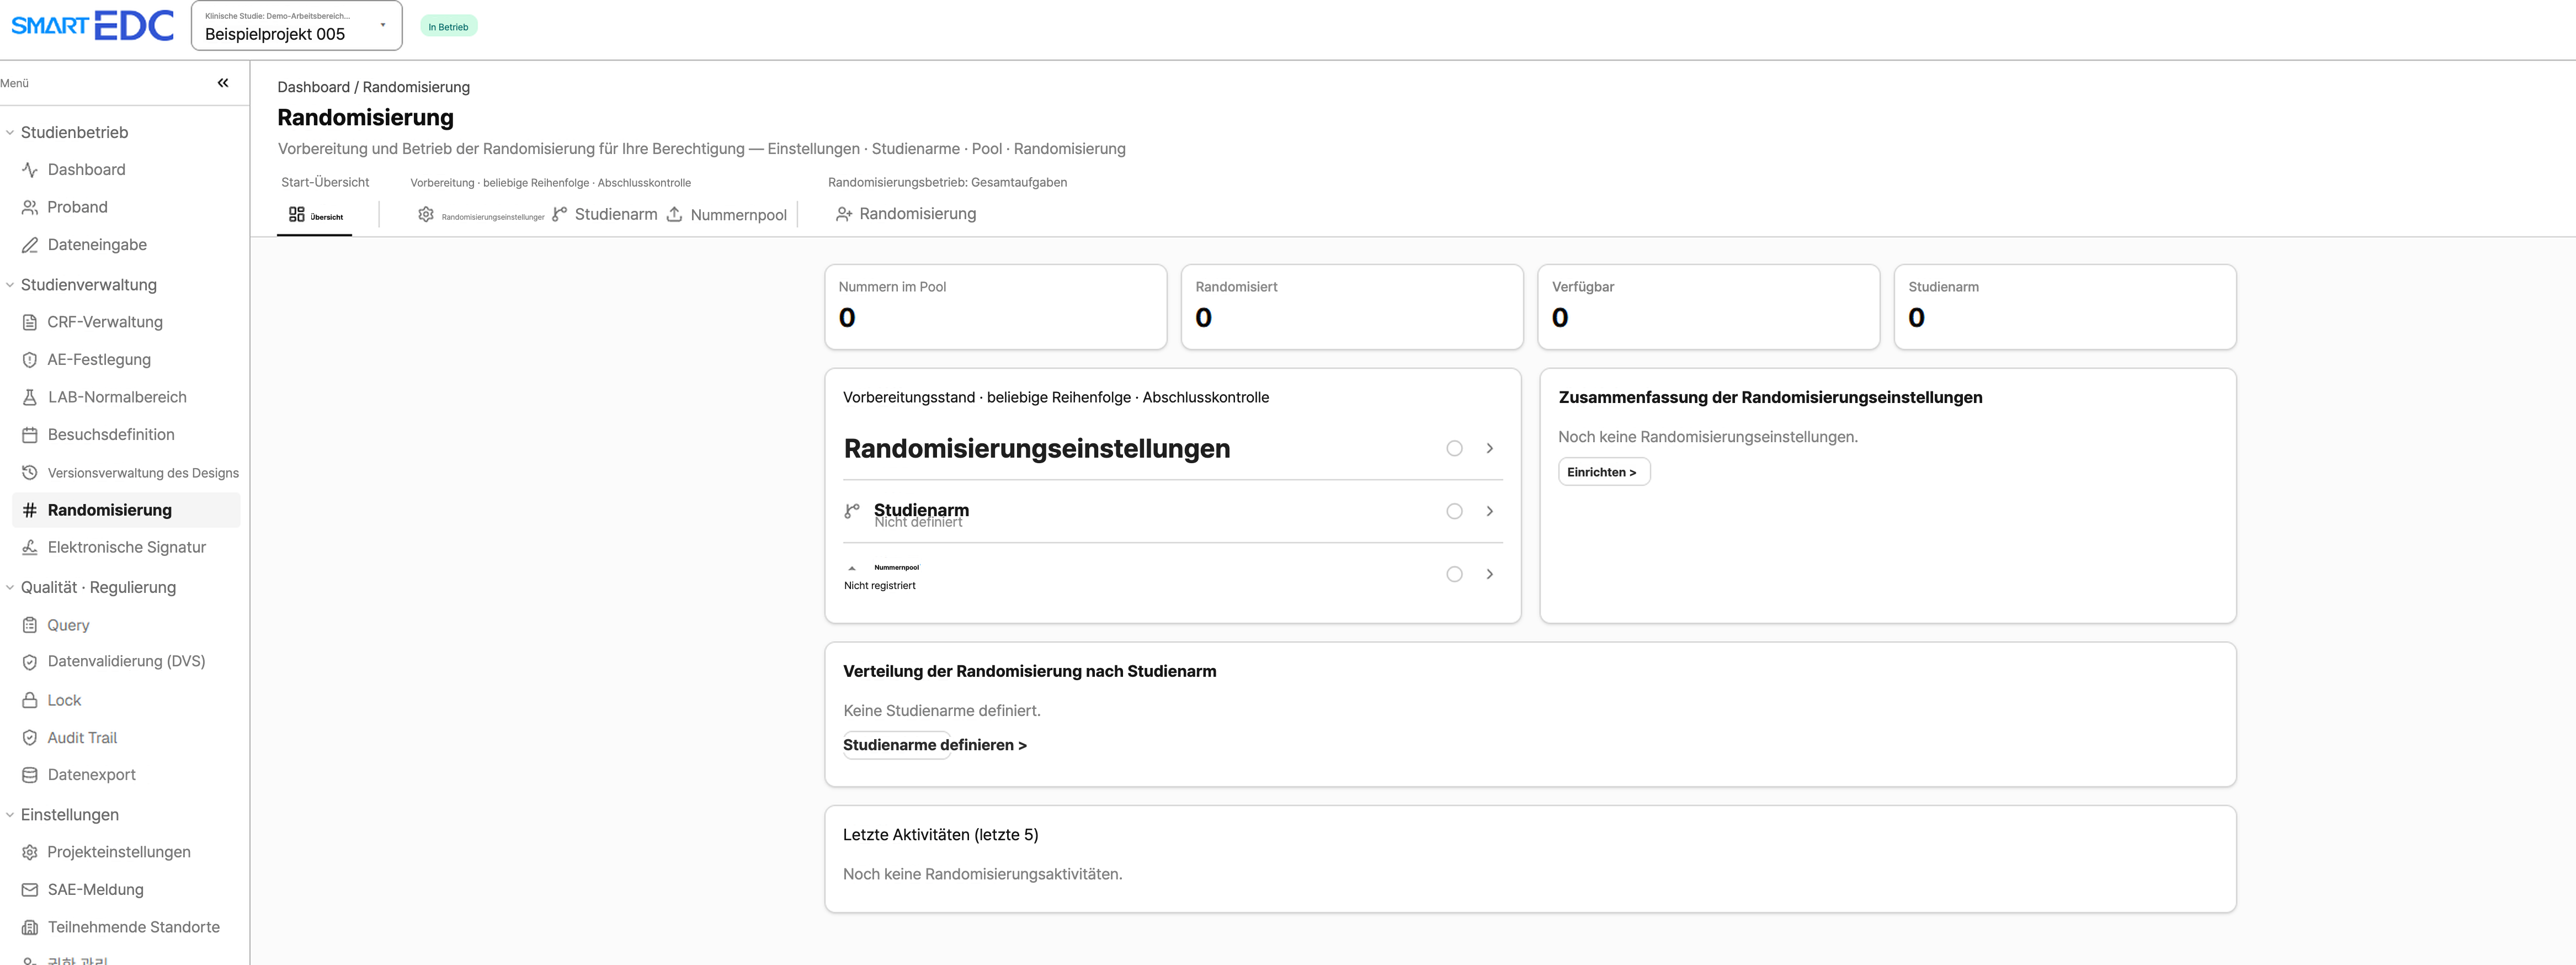 SMART EDC
Klinische Studie: Demo-Arbeitsbereich...
Beispielprojekt 005
In Betrieb
Menü
Studienbetrieb
Dashboard
Proband
Dateneingabe
Studienverwaltung
CRF-Verwaltung
AE-Festlegung
LAB-Normalbereich
Besuchsdefinition
Versionsverwaltung des Designs
Randomisierung
Elektronische Signatur
Qualität · Regulierung
Query
Datenvalidierung (DVS)
Lock
Audit Trail
Datenexport
Einstellungen
Projekteinstellungen
SAE-Meldung
Teilnehmende Standorte
Dashboard / Randomisierung
Randomisierung
Vorbereitung und Betrieb der Randomisierung für Ihre Berechtigung — Einstellungen · Studienarme · Pool · Randomisierung
Start-Übersicht
Vorbereitung · beliebige Reihenfolge · Abschlusskontrolle
Randomisierungsbetrieb: Gesamtaufgaben
Übersicht
Randomisierungseinstellunger
Studienarm
Nummernpool
Randomisierung
Nummern im Pool
0
Randomisiert
0
Verfügbar
0
Studienarm
0
Vorbereitungsstand · beliebige Reihenfolge · Abschlusskontrolle
Randomisierungseinstellungen
Studienarm
Nicht definiert
Nummernpool
Nicht registriert
Zusammenfassung der Randomisierungseinstellungen
Noch keine Randomisierungseinstellungen.
Einrichten >
Verteilung der Randomisierung nach Studienarm
Keine Studienarme definiert.
Studienarme definieren >
Letzte Aktivitäten (letzte 5)
Noch keine Randomisierungsaktivitäten.